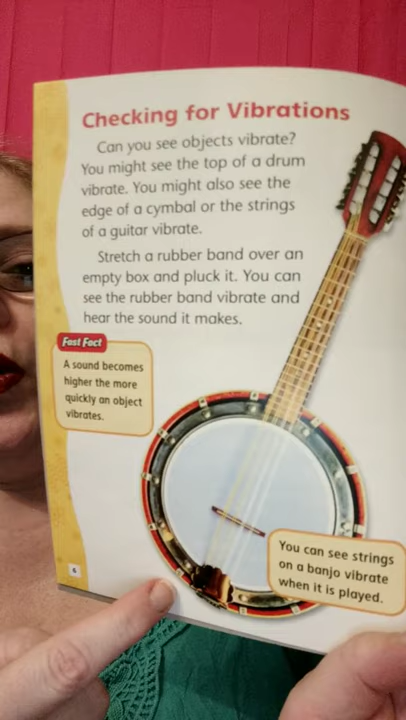 Checking for Vibrations
Can you see objects vibrate?
You might see the top of a drum
vibrate. You might also see the
edge of a cymbal or the strings
of a guitar vibrate.
Stretch a rubber band over an
empty box and pluck it. You can
see the rubber band vibrate and
hear the sound it makes.
Fast Fact
A sound becomes
higher the more
quickly an object
vibrates.
You can see strings
on a banjo vibrate
when it is played.
6